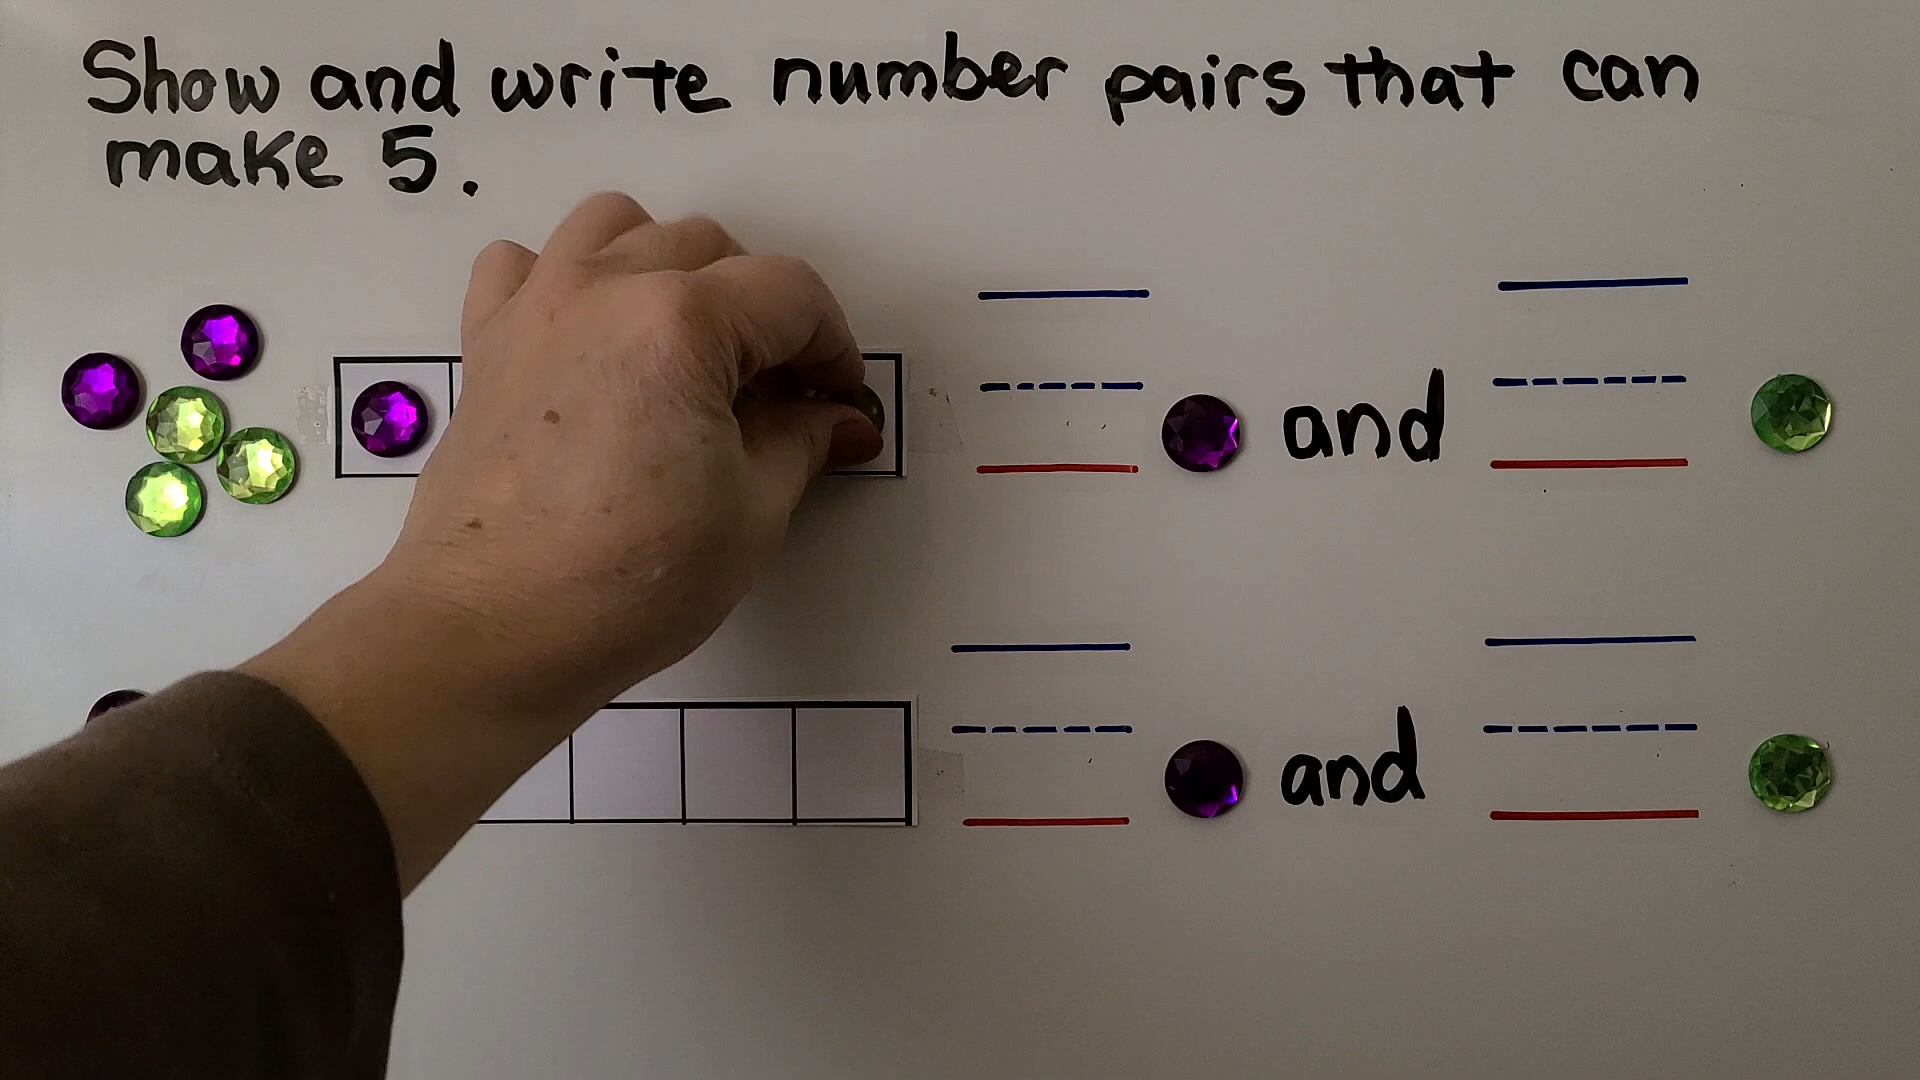 Show and write number pairs that can
make 5.
and
and